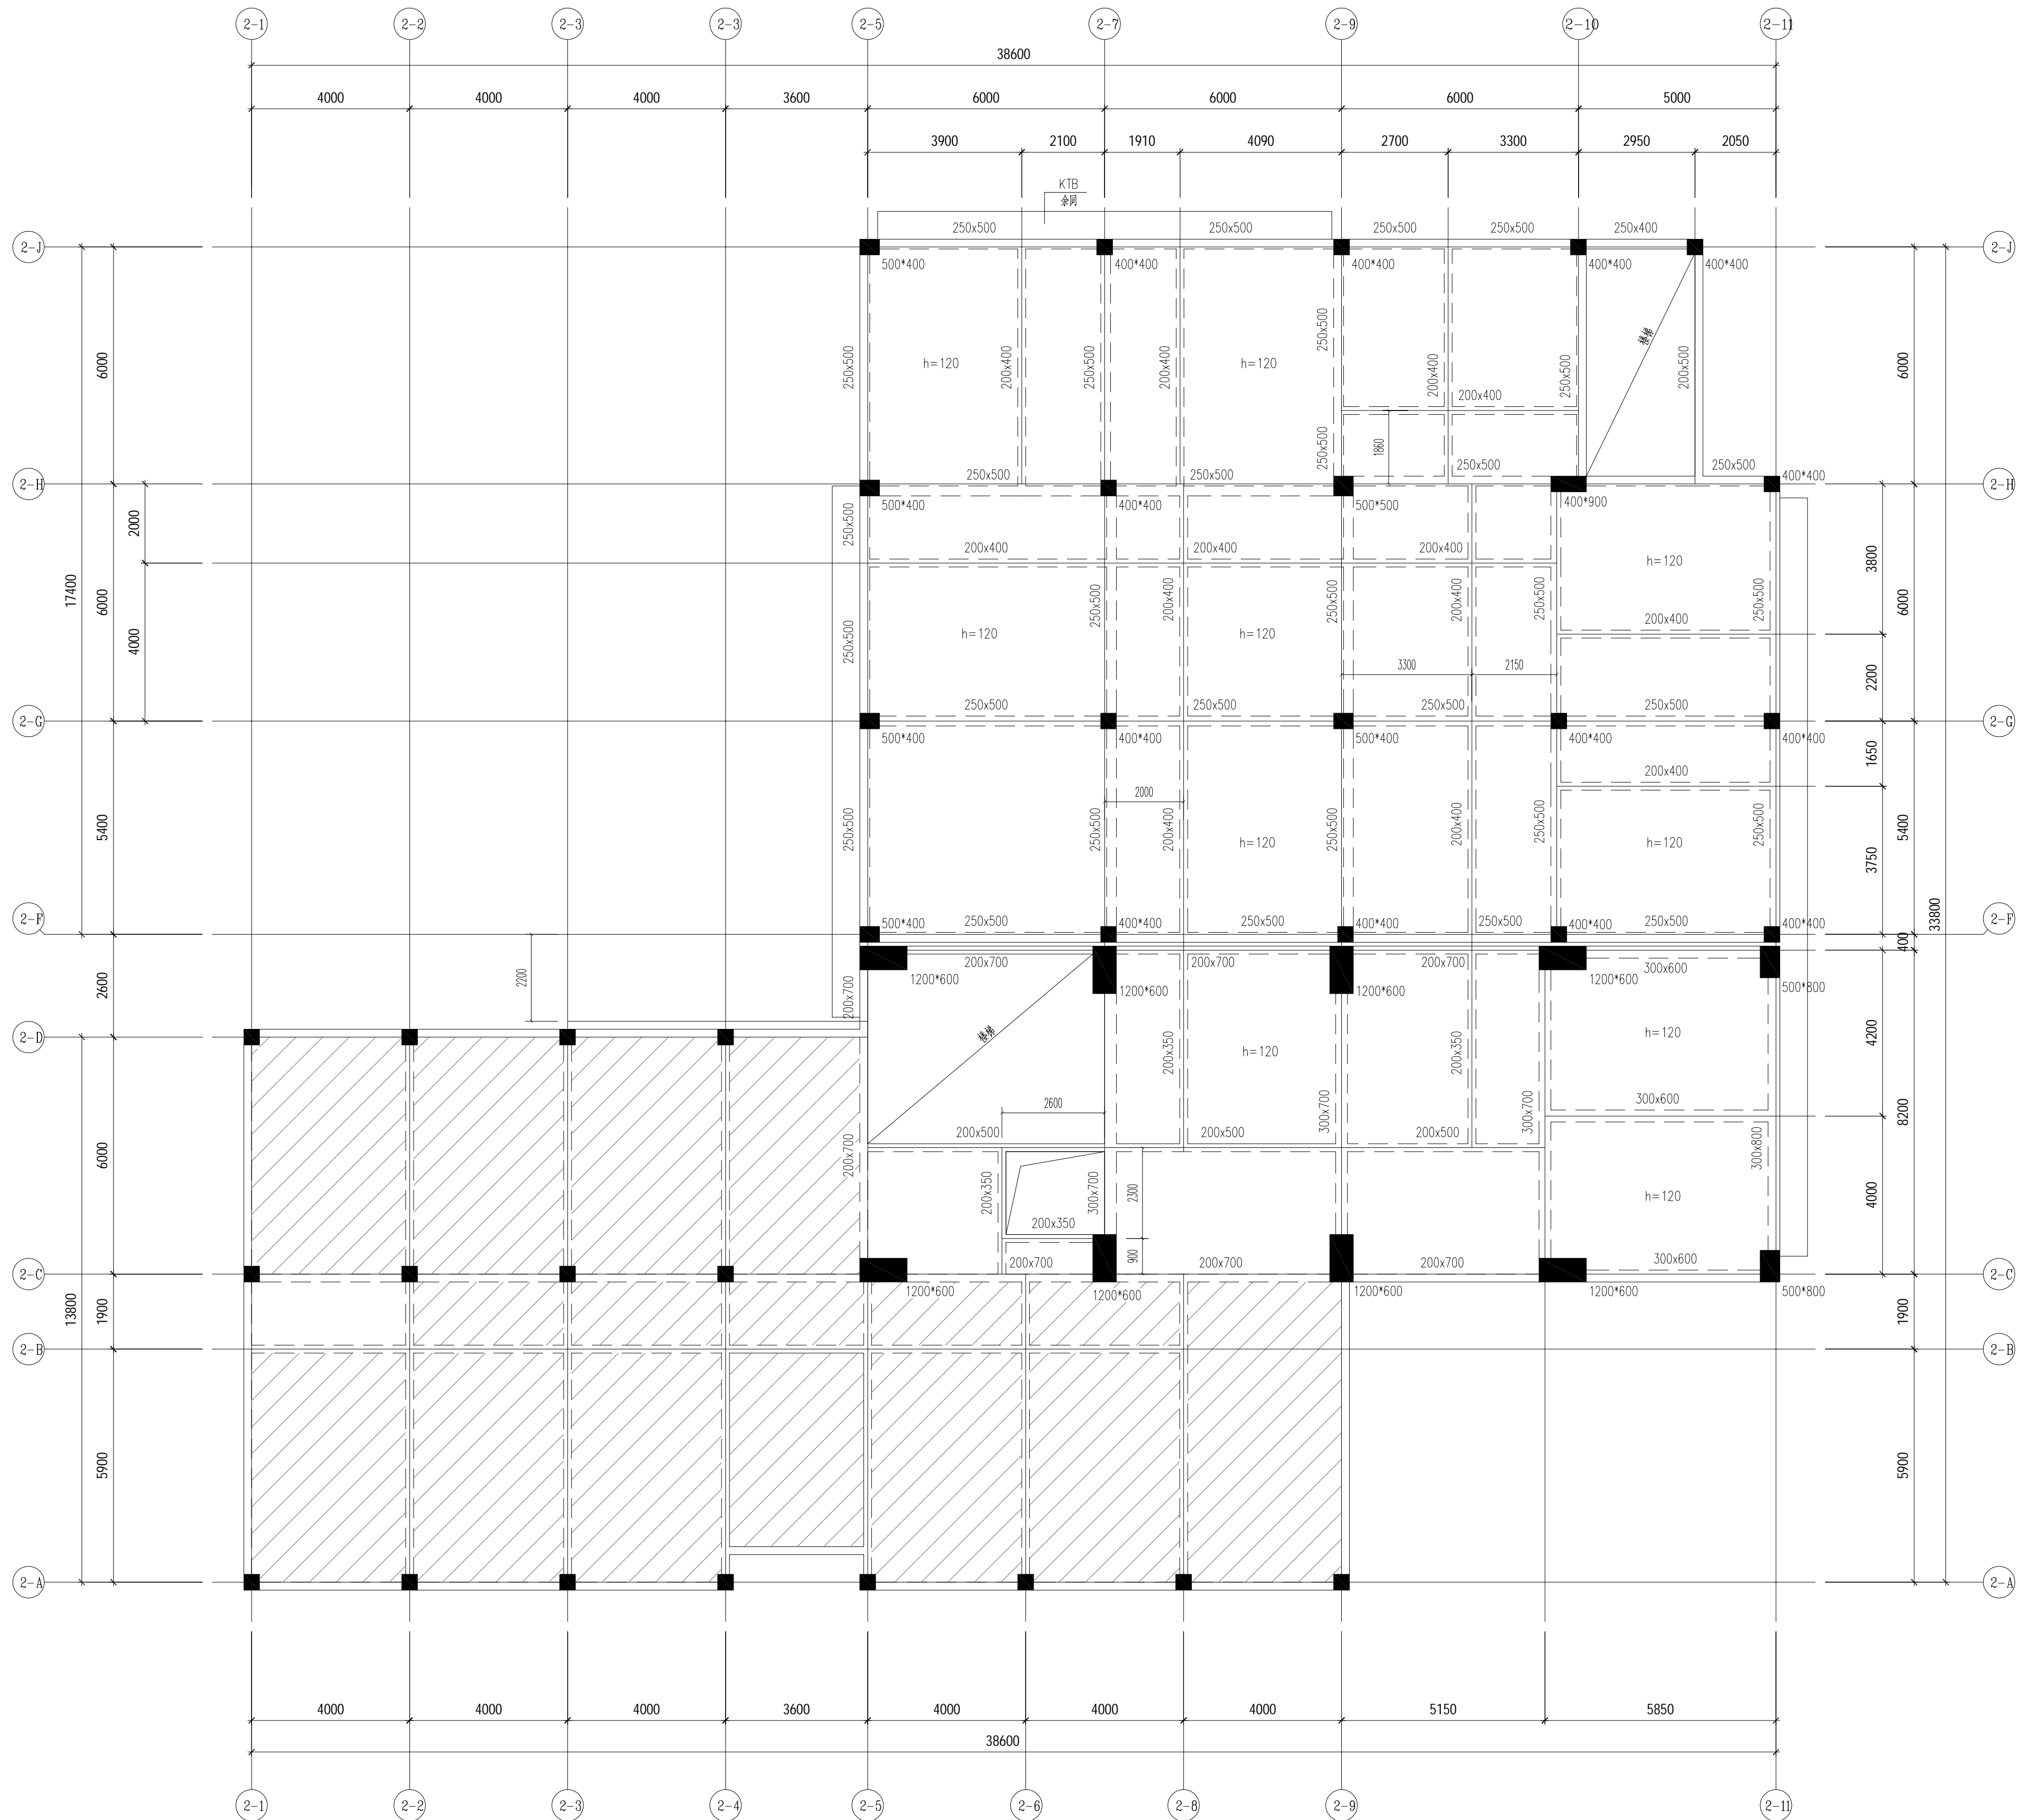 2-1 2-2 2-3 2-3 2-5 2-7 2-9 2-10 2-11
38600
4000 4000 4000 3600 6000 6000 6000 5000
3900 2100 1910 4090 2700 3300 2950 2050
KTB
余同
250x500 250x500 250x500 250x500 250x400
2-J 2-J
500*400 400*400 400*400 400*400 400*400
楼梯
6000 250x500 h=120 200x400 250x500 200x400 h=120 250x500 200x400 250x500 200x500 6000
200x400
250x500
1860
250x500 250x500 250x500 250x500
400*400
2-H 2-H
500*400 400*400 500*500 400*900
2000 250x500
200x400 200x400 200x400
h=120 3800
17400 6000 250x500 200x400 250x500 200x400 250x500 250x500 6000
200x400
4000 250x500 h=120 h=120
3300 2150
2200
250x500 250x500 250x500 250x500
2-G 2-G
500*400 400*400 500*400 400*400 400*400
1650
200x400
2000
5400 250x500 250x500 200x400 h=120 250x500 200x400 250x500 h=120 250x500 5400
3750
500*400 250x500 400*400 250x500 400*400 250x500 400*400 250x500 400*400
2-F 2-F
33800
400
200x700 200x700 200x700 300x600
1200*600 1200*600 1200*600 1200*600 500*800
2200 2600 200x700
楼梯
2-D
200x350 h=120 200x350 h=120 4200
2600 300x700 300x700 300x600
8200
200x500 200x500 200x500
6000 200x700 300x800
200x350 300x700 2300 h=120 4000
200x350
900
200x700 200x700 200x700 300x600
2-C 2-C
1200*600 1200*600 1200*600 1200*600 500*800
13800 1900 1900
2-B 2-B
5900 5900
2-A 2-A
4000 4000 4000 3600 4000 4000 4000 5150 5850
38600
2-1 2-2 2-3 2-4 2-5 2-6 2-8 2-9 2-11